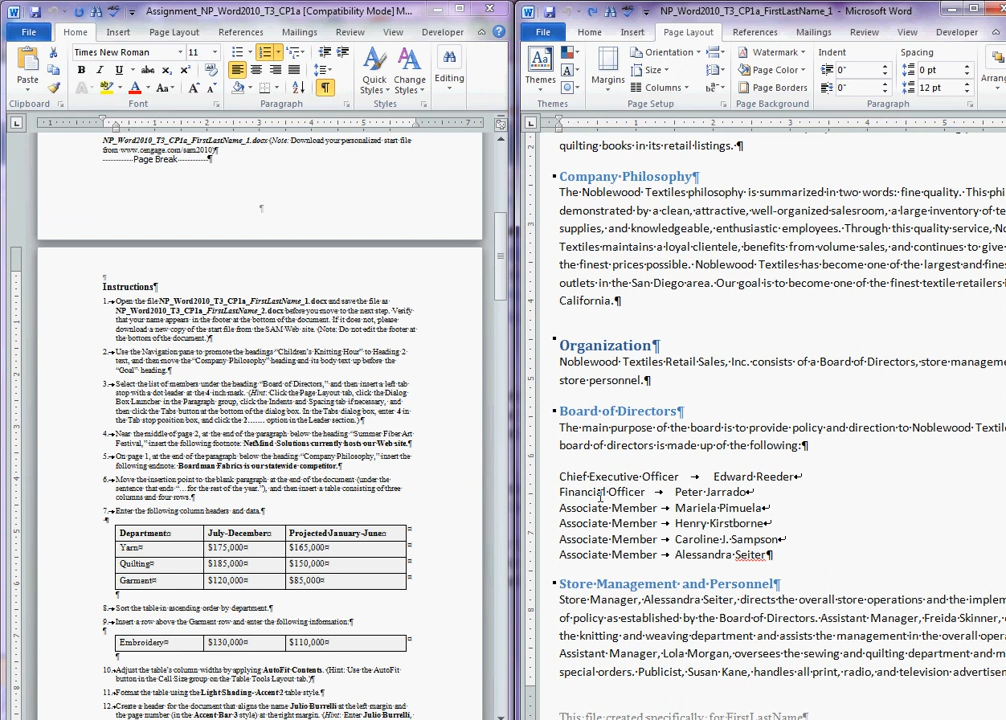 Assignment_NP_Word2010_T3_CP1a [Compatibility Mode] M...
File Home Insert Page Layout References Mailings Review View Developer
Times New Roman 11
Paste Quick Styles Change Styles Editing
Clipboard Font Paragraph Styles
NP_Word2010_T3_CP1a_FirstLastName_1.docx (Note: Download your personalized start file
from www.cengage.com/sam2010)¶
Page Break ¶
¶
¶
Instructions¶
1. Open the file NP_Word2010_T3_CP1a_FirstLastName_1.docx and save the file as
NP_Word2010_T3_CP1a_FirstLastName_2.docx before you move to the next step. Verify
that your name appears in the footer at the bottom of the document. If it does not, please
download a new copy of the start file from the SAM Web site. (Note: Do not edit the footer at
the bottom of the document.)¶
2. Use the Navigation pane to promote the headings “Children’s Knitting Hour” to Heading 2
text, and then move the “Company Philosophy” heading and its body text up before the
“Goal” heading.¶
3. Select the list of members under the heading “Board of Directors,” and then insert a left tab
stop with a dot leader at the 4-inch mark. (Hint: Click the Page Layout tab, click the Dialog
Box Launcher in the Paragraph group, click the Indents and Spacing tab if necessary, and
then click the Tabs button at the bottom of the dialog box. In the Tabs dialog box, enter 4 in
the Tab stop position box, and click the 2....... option in the Leader section.)¶
4. Near the middle of page 2, at the end of the paragraph below the heading “Summer Fiber Art
Festival,” insert the following footnote: NetMind Solutions currently hosts our Web site.¶
5. On page 1, at the end of the paragraph below the heading “Company Philosophy,” insert the
following endnote: Boardman Fabrics is our statewide competitor.¶
6. Move the insertion point to the blank paragraph at the end of the document (under the
sentence that ends “...for the rest of the year.”), and then insert a table consisting of three
columns and four rows.¶
7. Enter the following column headers and data.¶
¶
Department¤ July-December¤ Projected January-June¤
Yarn¤ $175,000¤ $165,000¤
Quilting¤ $185,000¤ $150,000¤
Garment¤ $120,000¤ $85,000¤
¶
8. Sort the table in ascending order by department.¶
9. Insert a row above the Garment row and enter the following information:¶
¶
Embroidery¤ $130,000¤ $110,000¤
¶
10. Adjust the table’s column widths by applying AutoFit Contents. (Hint: Use the AutoFit
button in the Cell Size group on the Table Tools Layout tab.)¶
11. Format the table using the Light Shading- Accent 2 table style.¶
12. Create a header for the document that aligns the name Julio Burrelli at the left margin and
the page number (in the Accent Bar 3 style) at the right margin. (Hint: Enter Julio Burrelli,
NP_Word2010_T3_CP1a_FirstLastName_1 - Microsoft Word
File Home Insert Page Layout References Mailings Review View Developer
Themes Margins Orientation Size Columns Watermark Page Color Page Borders Indent 0" 0" Spacing 0 pt 12 pt
Themes Page Setup Page Background Paragraph
quilting books in its retail listings. ¶
Company Philosophy¶
The Noblewood Textiles philosophy is summarized in two words: fine quality. This phi
demonstrated by a clean, attractive, well-organized salesroom, a large inventory of te
supplies, and knowledgeable, enthusiastic employees. Through this quality service, No
Textiles maintains a loyal clientele, benefits from volume sales, and continues to give
the finest prices possible. Noblewood Textiles has become one of the largest and fines
outlets in the San Diego area. Our goal is to become one of the finest textile retailers i
California.¶
Organization¶
Noblewood Textiles Retail Sales, Inc. consists of a Board of Directors, store manageme
store personnel.¶
Board of Directors¶
The main purpose of the board is to provide policy and direction to Noblewood Texti
board of directors is made up of the following:¶
Chief Executive Officer → Edward Reeder↵
Financial Officer → Peter Jarrado↵
Associate Member → Mariela Pimuela↵
Associate Member → Henry Kirstborne↵
Associate Member → Caroline J. Sampson↵
Associate Member → Alessandra Seiter¶
Store Management and Personnel¶
Store Manager, Alessandra Seiter, directs the overall store operations and the implem
of policy as established by the Board of Directors. Assistant Manager, Freida Skinner,
the knitting and weaving department and assists the management in the overall oper
Assistant Manager, Lola Morgan, oversees the sewing and quilting department and m
special orders. Publicist, Susan Kane, handles all print, radio, and television advertisem
This file created specifically for FirstLastName¶